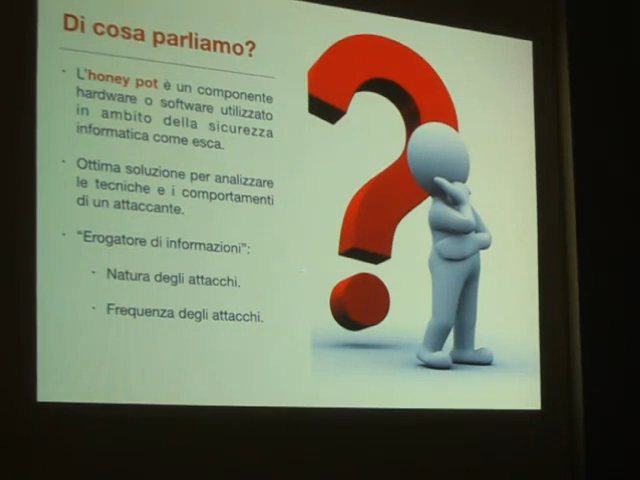 Di cosa parliamo?
· L'honey pot è un componente
hardware o software utilizzato
in ambito della sicurezza
informatica come esca.
· Ottima soluzione per analizzare
le tecniche e i comportamenti
di un attaccante.
· “Erogatore di informazioni”:
· Natura degli attacchi.
· Frequenza degli attacchi.